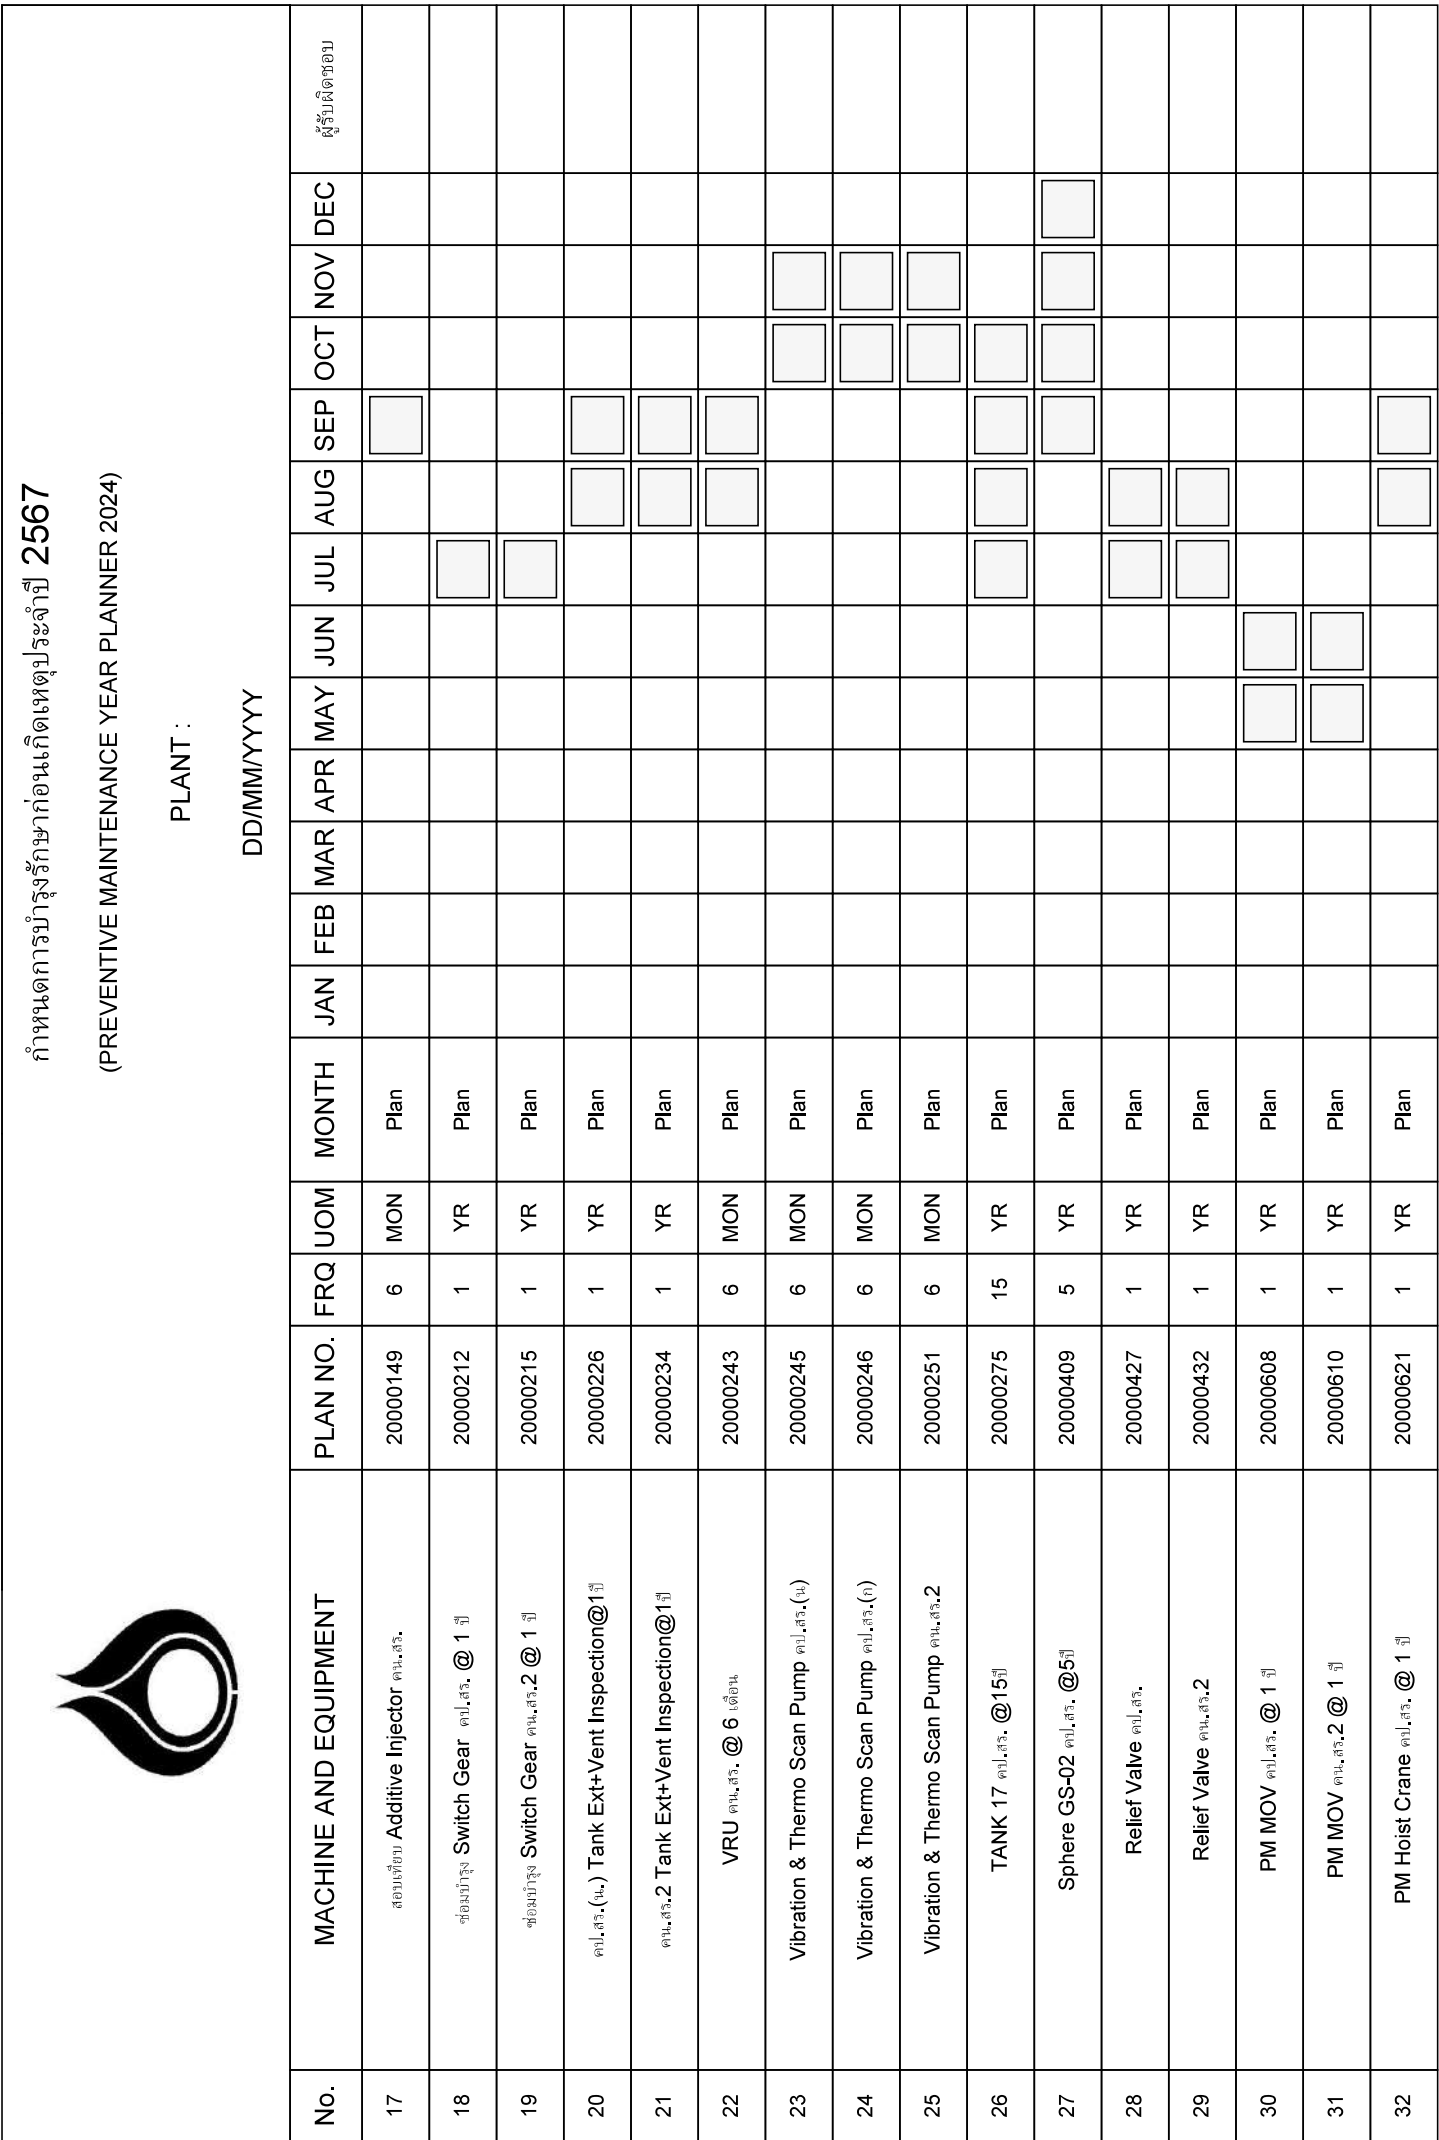 กำหนดการบำรุงรักษาก่อนเกิดเหตุประจำปี 2567
(PREVENTIVE MAINTENANCE YEAR PLANNER 2024)
PLANT :
DD/MM/YYYY
No. MACHINE AND EQUIPMENT PLAN NO. FRQ UOM MONTH JAN FEB MAR APR MAY JUN JUL AUG SEP OCT NOV DEC ผู้รับผิดชอบ
17 สอบเทียบ Additive Injector คน.สร. 20000149 6 MON Plan
18 ซ่อมบำรุง Switch Gear คป.สร. @ 1 ปี 20000212 1 YR Plan
19 ซ่อมบำรุง Switch Gear คน.สร.2 @ 1 ปี 20000215 1 YR Plan
20 คป.สร.(น.) Tank Ext+Vent Inspection@1ปี 20000226 1 YR Plan
21 คน.สร.2 Tank Ext+Vent Inspection@1ปี 20000234 1 YR Plan
22 VRU คน.สร. @ 6 เดือน 20000243 6 MON Plan
23 Vibration & Thermo Scan Pump คป.สร.(น) 20000245 6 MON Plan
24 Vibration & Thermo Scan Pump คป.สร.(ก) 20000246 6 MON Plan
25 Vibration & Thermo Scan Pump คน.สร.2 20000251 6 MON Plan
26 TANK 17 คป.สร. @15ปี 20000275 15 YR Plan
27 Sphere GS-02 คป.สร. @5ปี 20000409 5 YR Plan
28 Relief Valve คป.สร. 20000427 1 YR Plan
29 Relief Valve คน.สร.2 20000432 1 YR Plan
30 PM MOV คป.สร. @ 1 ปี 20000608 1 YR Plan
31 PM MOV คน.สร.2 @ 1 ปี 20000610 1 YR Plan
32 PM Hoist Crane คป.สร. @ 1 ปี 20000621 1 YR Plan